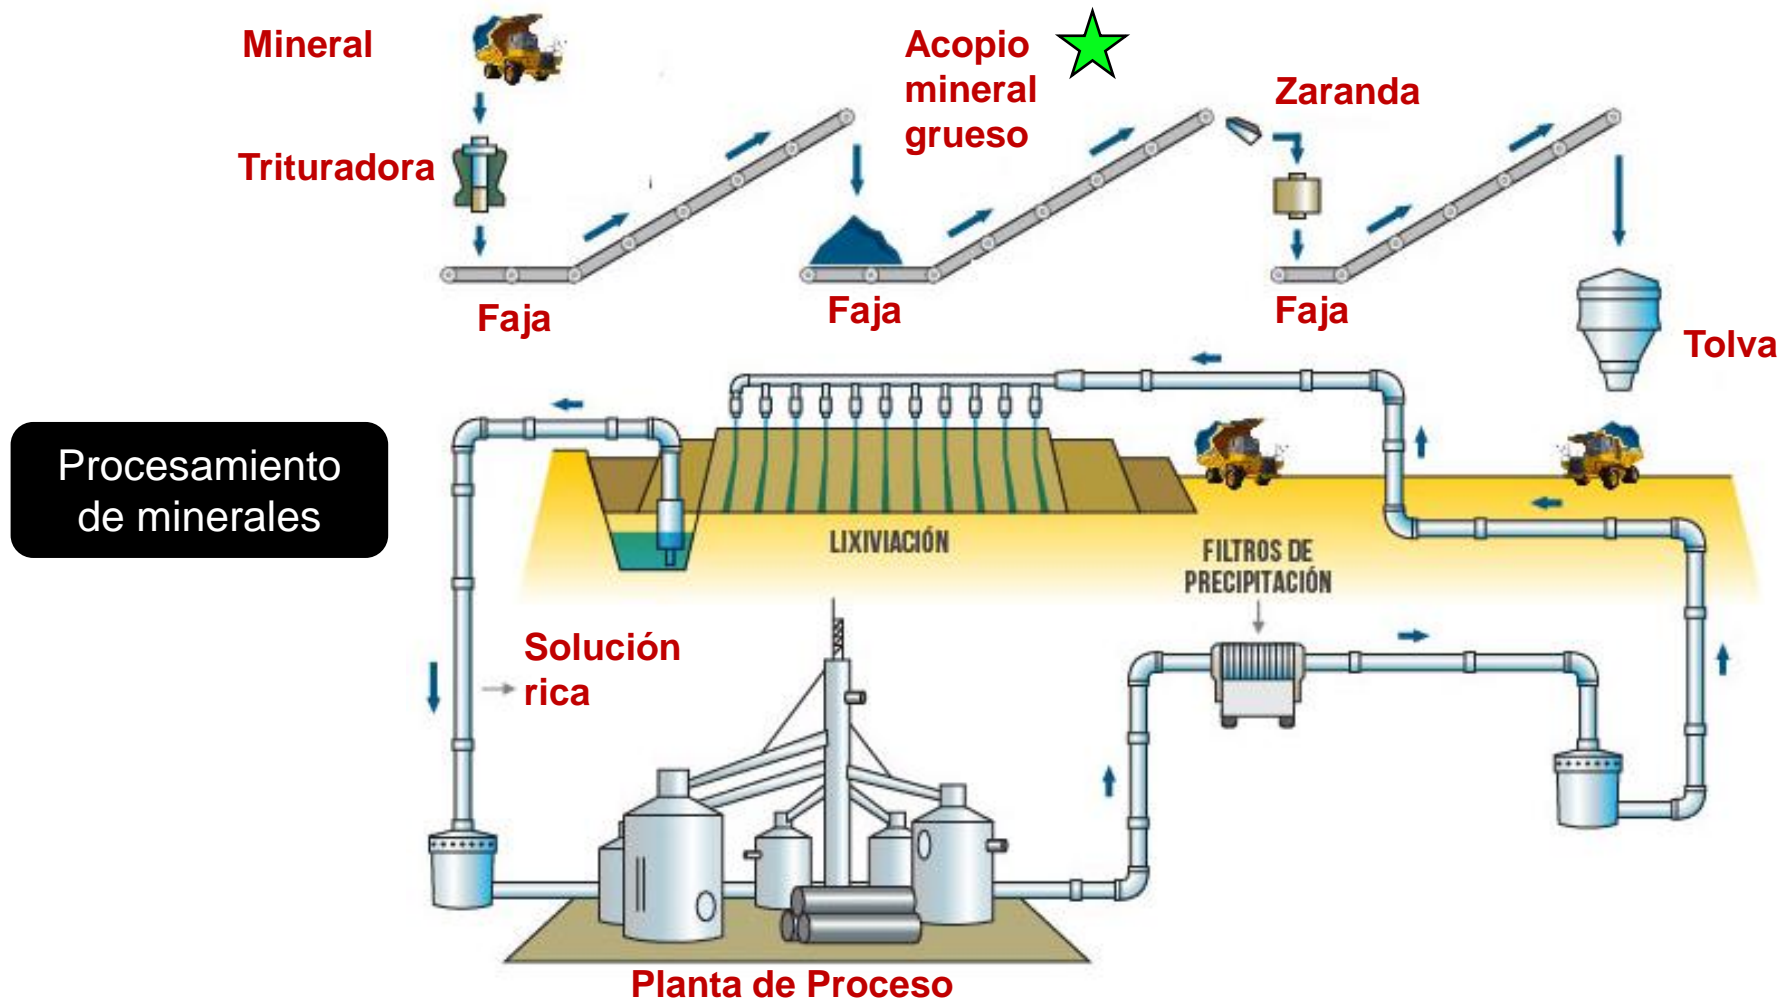 Mineral
Acopio
mineral
grueso
Zaranda
Trituradora
Faja
Faja
Faja
Tolva
Procesamiento
de minerales
LIXIVIACIÓN
FILTROS DE
PRECIPITACIÓN
Solución
rica
Planta de Proceso